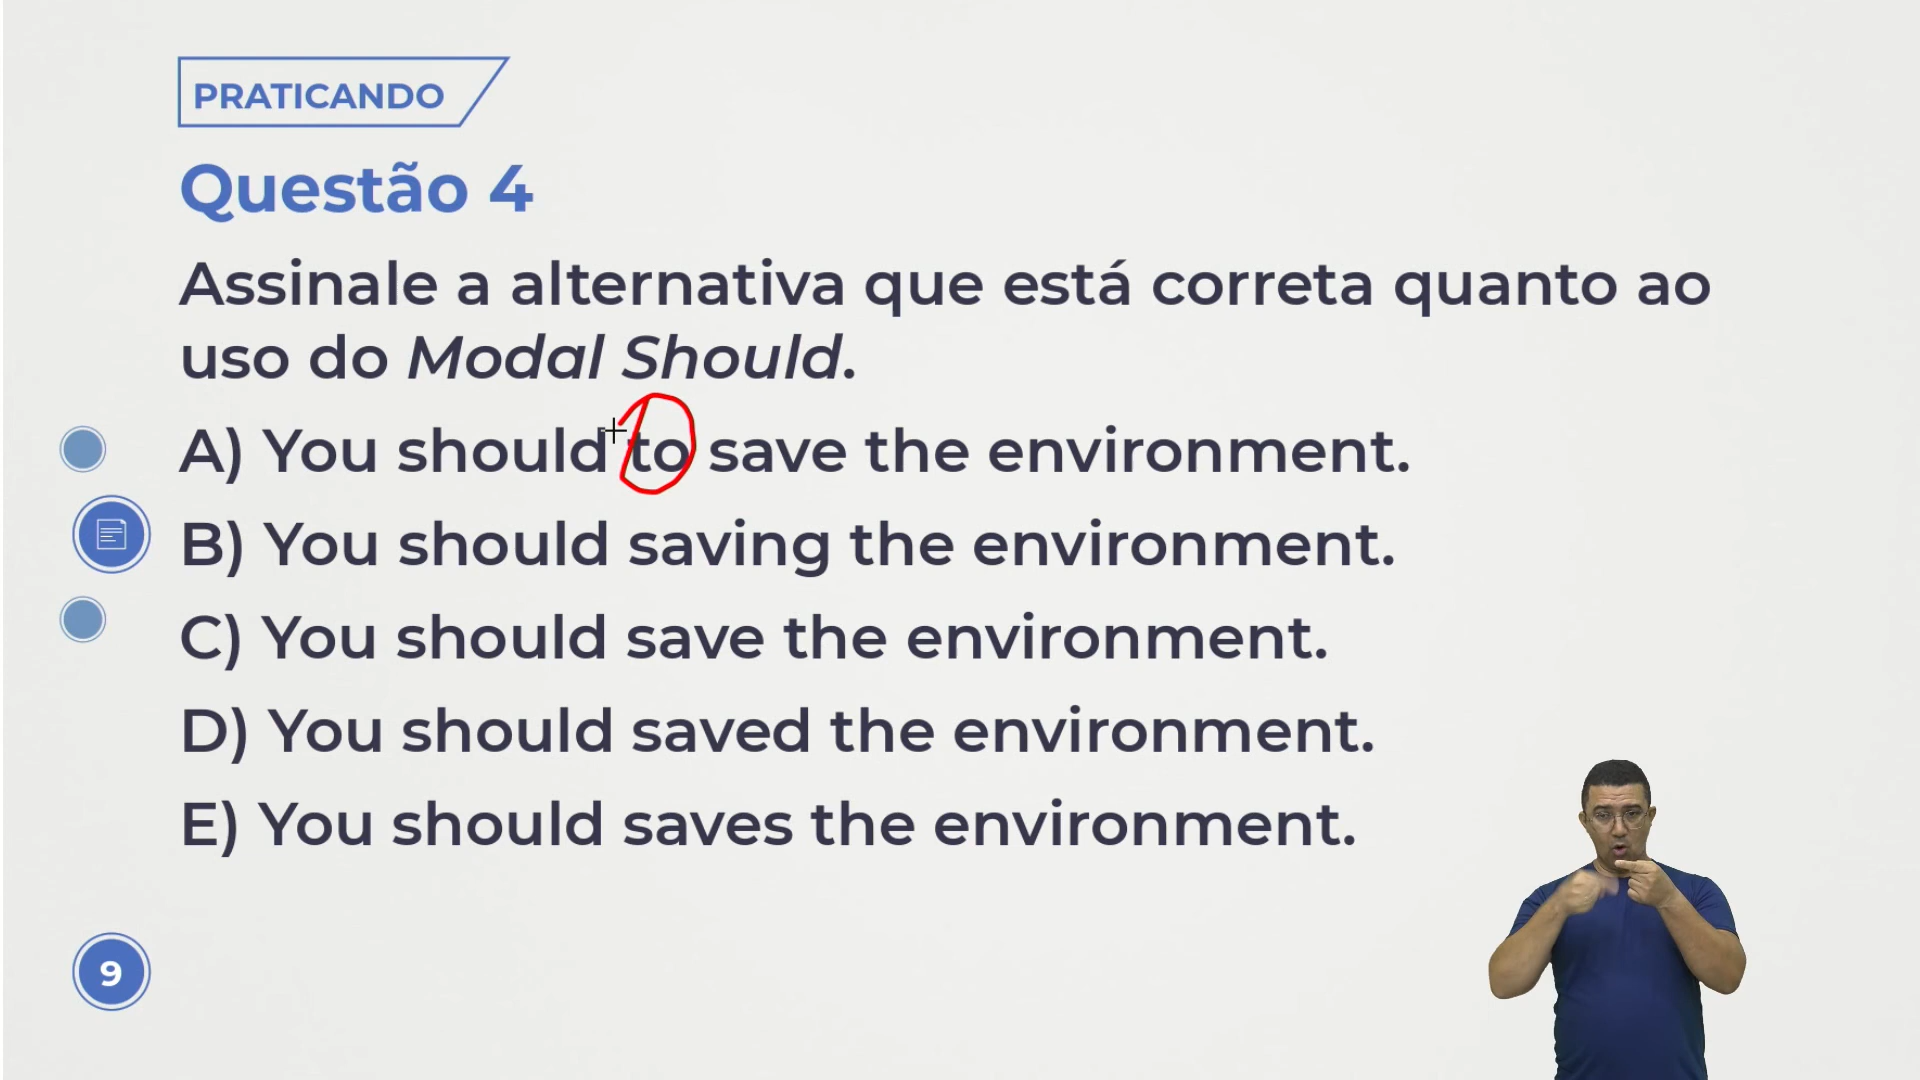 PRATICANDO
Questão 4
Assinale a alternativa que está correta quanto ao
uso do Modal Should.
A) You should to save the environment.
B) You should saving the environment.
C) You should save the environment.
D) You should saved the environment.
E) You should saves the environment.
9